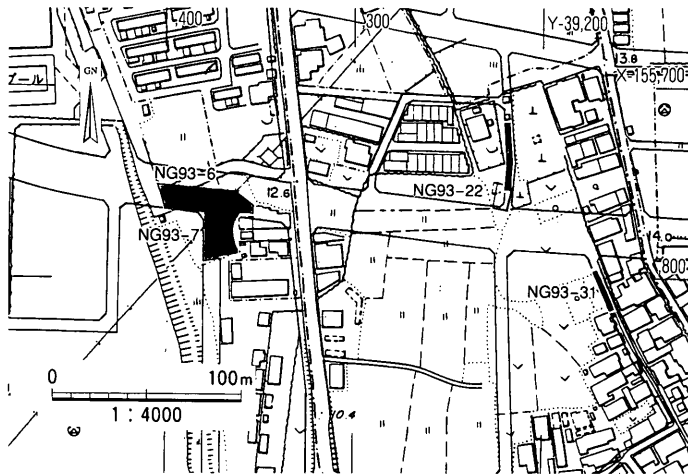 400
300
Y-39,200
13.8
X=155,700
プール
GN
NG93-6
12.6
NG93-22
NG93-7
800
NG93-31
0 100m
1:4000
10.4